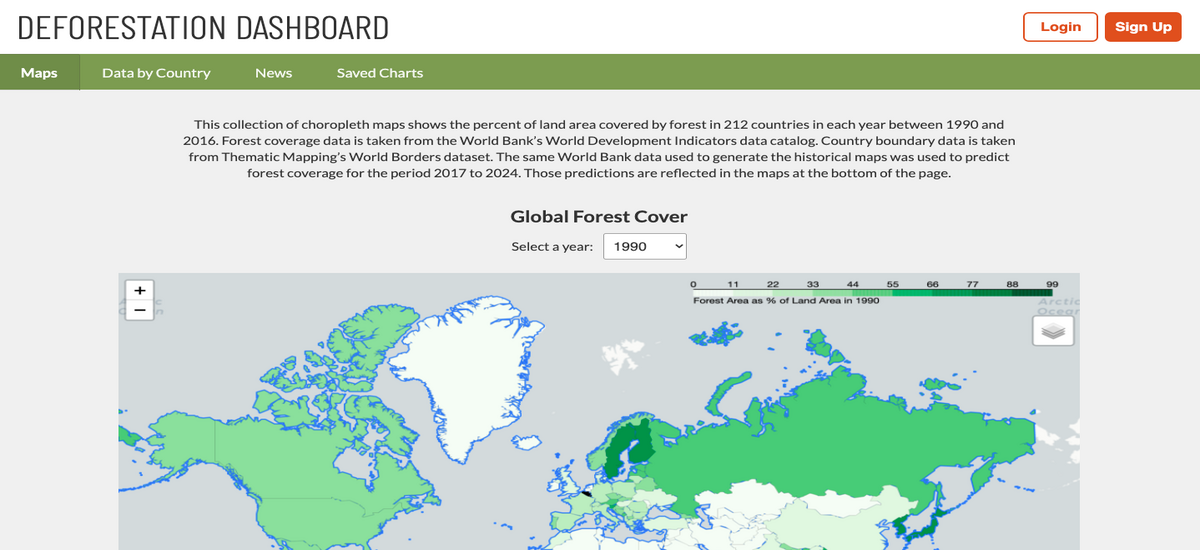 DEFORESTATION DASHBOARD
Login
Sign Up
Maps
Data by Country
News
Saved Charts
This collection of choropleth maps shows the percent of land area covered by forest in 212 countries in each year between 1990 and
2016. Forest coverage data is taken from the World Bank's World Development Indicators data catalog. Country boundary data is taken
from Thematic Mapping's World Borders dataset. The same World Bank data used to generate the historical maps was used to predict
forest coverage for the period 2017 to 2024. Those predictions are reflected in the maps at the bottom of the page.
Global Forest Cover
Select a year: 1990
+
−
0 11 22 33 44 55 66 77 88 99
Forest Area as % of Land Area in 1990
Arctic
Ocean